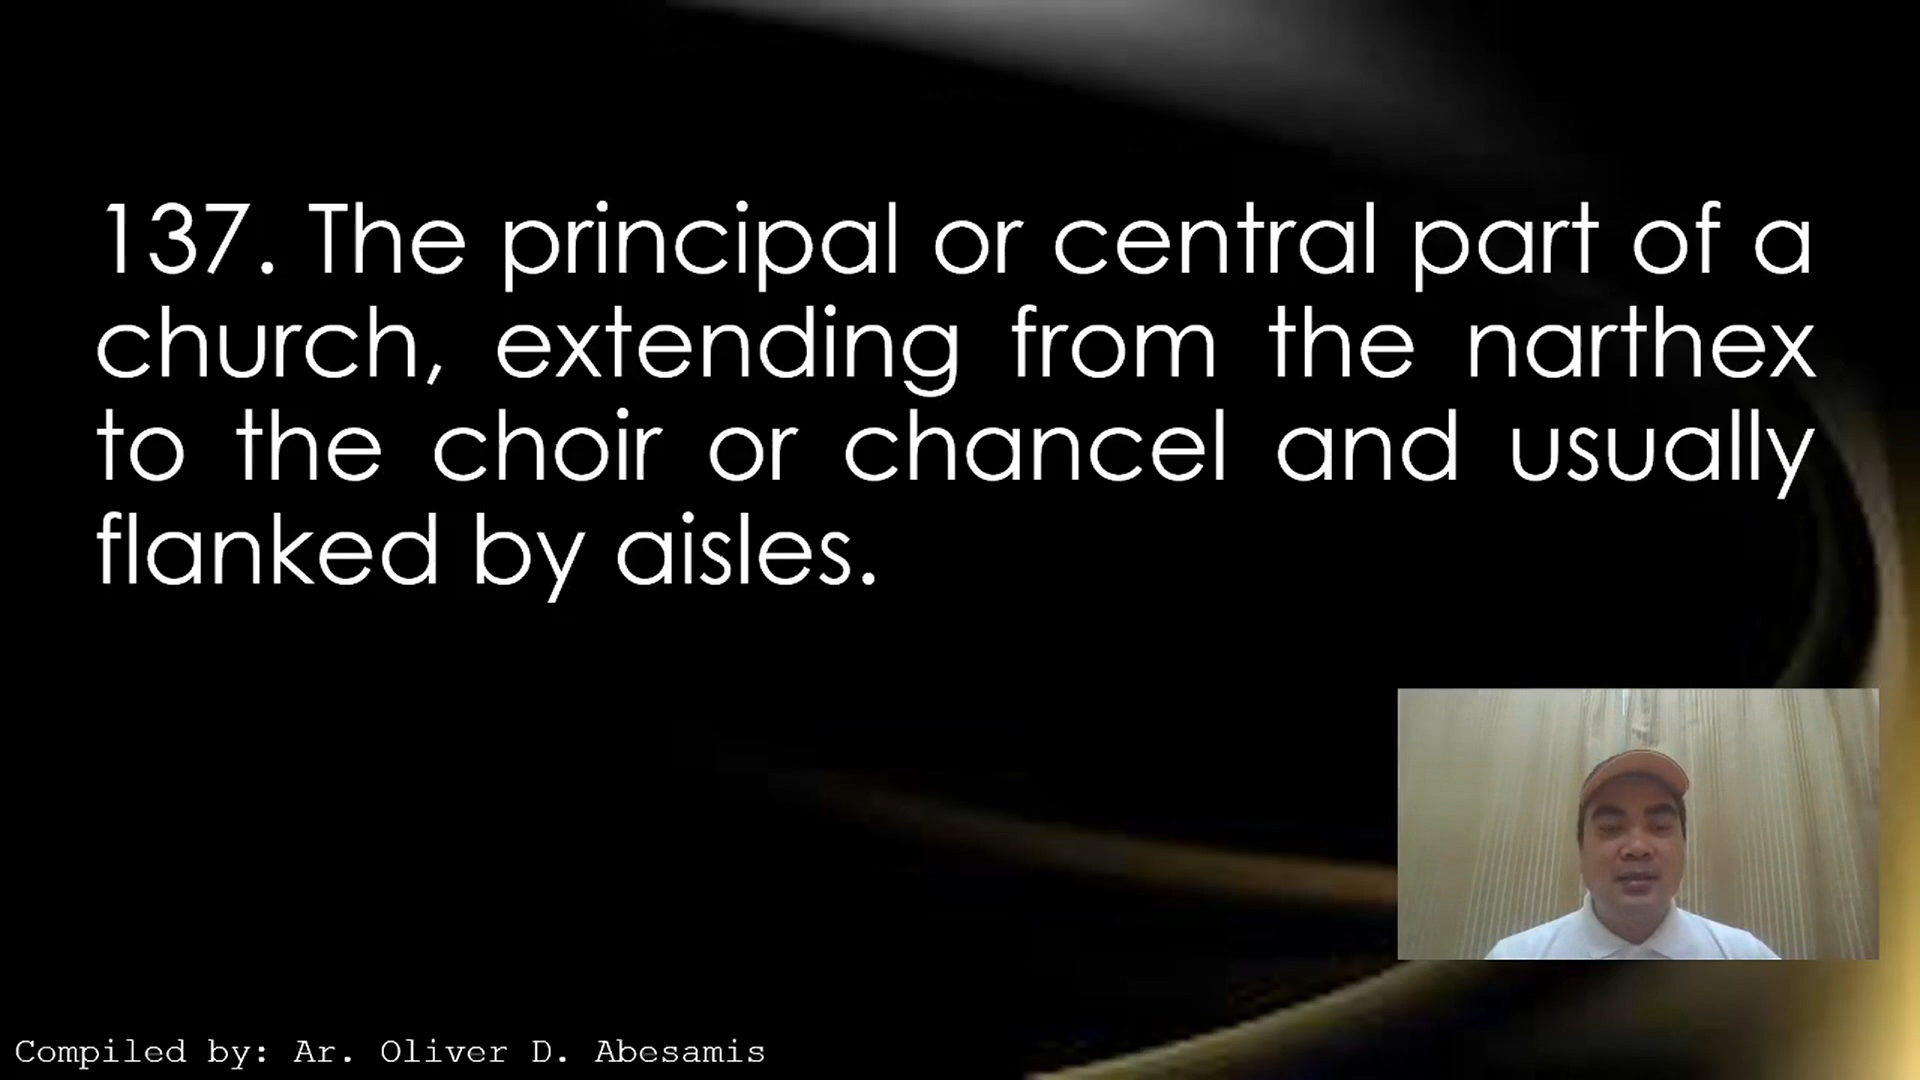 137. The principal or central part of a
church, extending from the narthex
to the choir or chancel and usually
flanked by aisles.
Compiled by: Ar. Oliver D. Abesamis